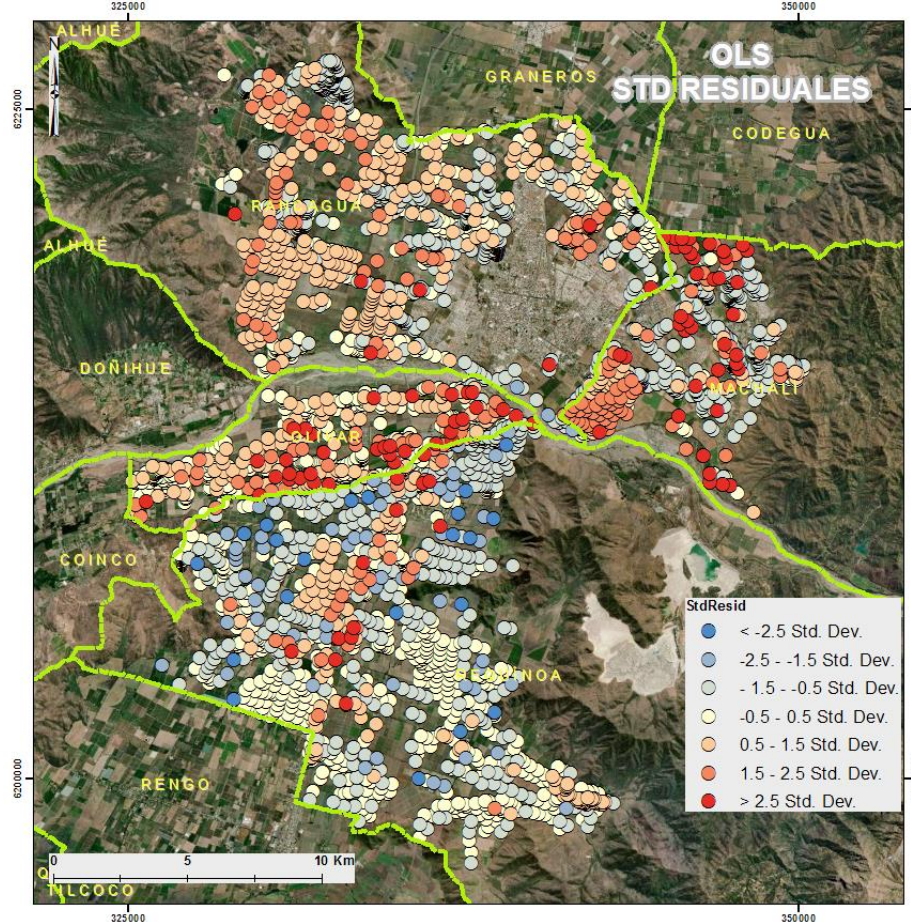 325000
350000
ALHUÉ
N
GRANEROS
OLS
STD RESIDUALES
6225000
CODEGUA
RANCAGUA
ALHUÉ
DOÑIHUE
MACHALÍ
OLIVAR
COINCO
REQUINOA
StdResid
< -2.5 Std. Dev.
-2.5 - -1.5 Std. Dev.
- 1.5 - -0.5 Std. Dev.
-0.5 - 0.5 Std. Dev.
0.5 - 1.5 Std. Dev.
1.5 - 2.5 Std. Dev.
> 2.5 Std. Dev.
6200000
RENGO
0 5 10 Km
Q
TILCOCO
325000
350000